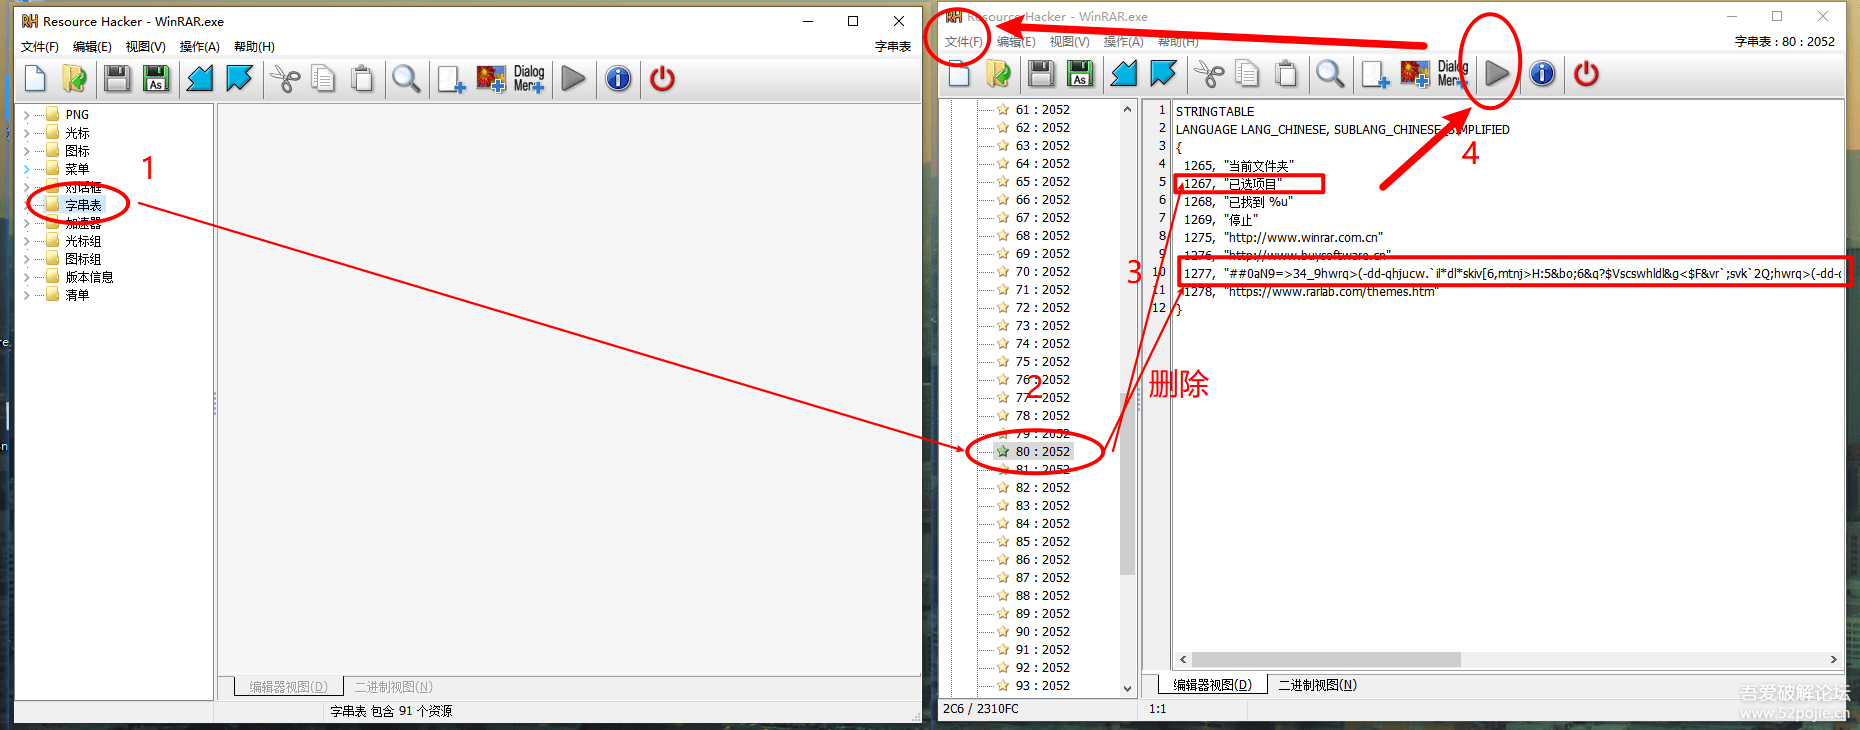 Resource Hacker - WinRAR.exe
文件(F) 编辑(E) 视图(V) 操作(A) 帮助(H)
字串表
As
Dialog
Mer
PNG
光标
图标
菜单
对话框
字串表
加速器
光标组
图标组
版本信息
清单
1
编辑器视图(D) 二进制视图(N)
字串表 包含 91 个资源
Resource Hacker - WinRAR.exe
文件(F) 编辑(E) 视图(V) 操作(A) 帮助(H)
字串表 : 80 : 2052
As
Dialog
Mer
61 : 2052
62 : 2052
63 : 2052
64 : 2052
65 : 2052
66 : 2052
67 : 2052
68 : 2052
69 : 2052
70 : 2052
71 : 2052
72 : 2052
73 : 2052
74 : 2052
75 : 2052
76 : 2052
77 : 2052
78 : 2052
79 : 2052
80 : 2052
81 : 2052
82 : 2052
83 : 2052
84 : 2052
85 : 2052
86 : 2052
87 : 2052
88 : 2052
89 : 2052
90 : 2052
91 : 2052
92 : 2052
93 : 2052
2
3
4
删除
1 STRINGTABLE
2 LANGUAGE LANG_CHINESE, SUBLANG_CHINESE_SIMPLIFIED
3 {
4 1265, "当前文件夹"
5 1267, "已选项目"
6 1268, "已找到 %u"
7 1269, "停止"
8 1275, "http://www.winrar.com.cn"
9 1276, "http://www.buysoftware.cn"
10 1277, "##0aN9=>34_9hwrq>(-dd-qhjucw.`il*dl*skiv[6,mtnj>H:5&bo;6&q?$Vscswhldl&g<$F&vr`;svk`2Q;hwrq>(-dd-c
11 1278, "https://www.rarlab.com/themes.htm"
12 }
编辑器视图(D) 二进制视图(N)
2C6 / 2310FC
1:1
吾爱破解论坛
www.52pojie.cn